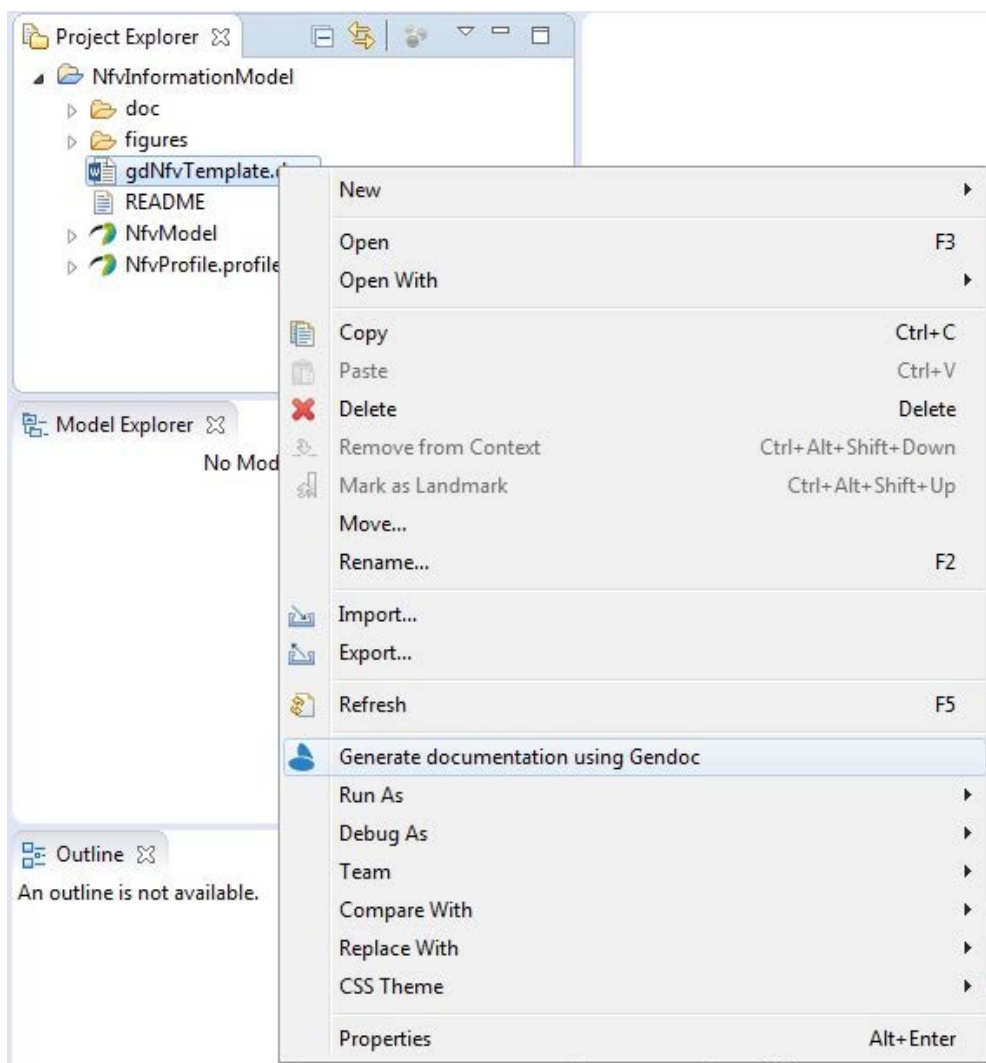 Project Explorer
NfvInformationModel
doc
figures
gdNfvTemplate.
README
NfvModel
NfvProfile.profile
New
Open F3
Open With
Copy Ctrl+C
Paste Ctrl+V
Delete Delete
Remove from Context Ctrl+Alt+Shift+Down
Mark as Landmark Ctrl+Alt+Shift+Up
Move...
Rename... F2
Import...
Export...
Refresh F5
Generate documentation using Gendoc
Run As
Debug As
Team
Compare With
Replace With
CSS Theme
Properties Alt+Enter
Model Explorer
No Mod
Outline
An outline is not available.